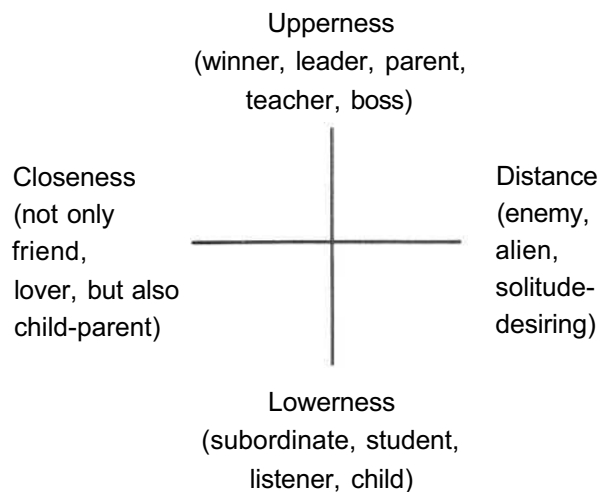 Upperness
(winner, leader, parent,
teacher, boss)
Closeness
(not only
friend,
lover, but also
child-parent)
Distance
(enemy,
alien,
solitude-
desiring)
Lowerness
(subordinate, student,
listener, child)